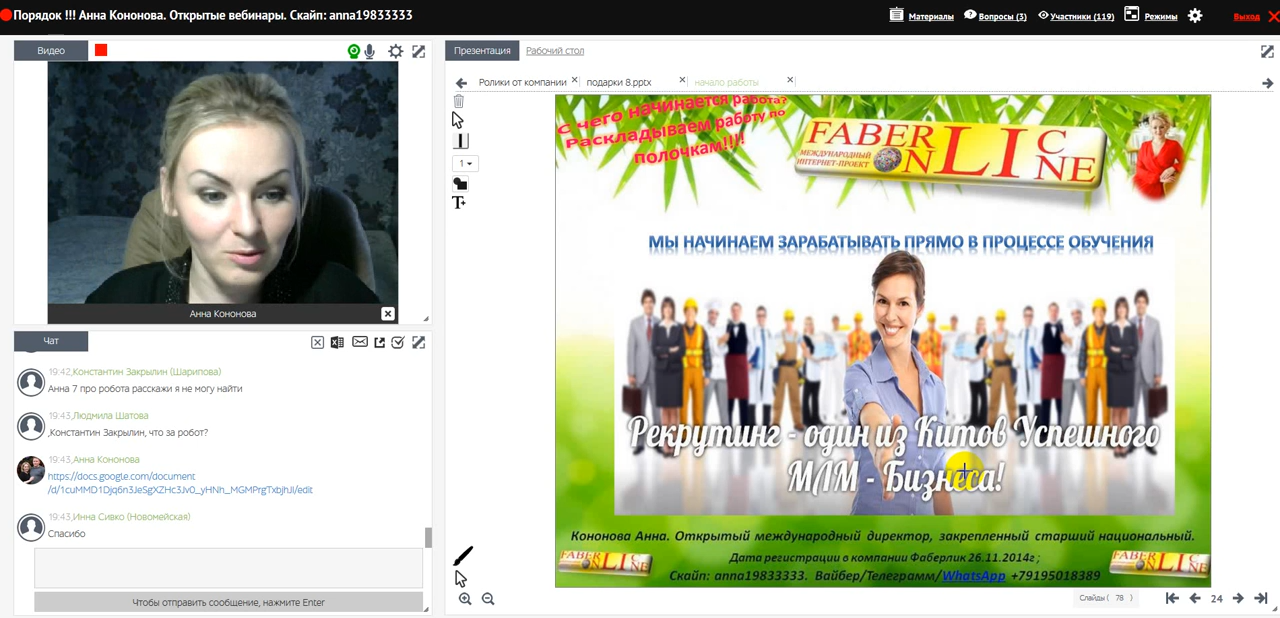 Порядок !!! Анна Кононова. Открытые вебинары. Скайп: anna19833333
Материалы
Вопросы (3)
Участники (119)
Режимы
Выход
Видео
Анна Кононова
Чат
19:42,Константин Закрылин (Шарипова)
Анна 7 про робота расскажи я не могу найти
19:43,Людмила Шатова
,Константин Закрылин, что за робот?
19:43,Анна Кононова
https://docs.google.com/document
/d/1cuMMD1Djq6n3JeSgXZHc3Jv0_yHNh_MGMPrgTxbjhJI/edit
19:43,Инна Сивко (Новомейская)
Спасибо
Чтобы отправить сообщение, нажмите Enter
Презентация
Рабочий стол
Ролики от компании
подарки 8.pptx
начало работы
1
T+
С чего начинается работа?
Раскладываем работу по
полочкам!!!!
FABERLIC
ONLINE
МЕЖДУНАРОДНЫЙ
ИНТЕРНЕТ-ПРОЕКТ
МЫ НАЧИНАЕМ ЗАРАБАТЫВАТЬ ПРЯМО В ПРОЦЕССЕ ОБУЧЕНИЯ
Рекрутинг - один из Китов Успешного
МЛМ - Бизнеса!
Кононова Анна. Открытый международный директор, закрепленный старший национальный.
Дата регистрации в компании Фаберлик 26.11.2014г ;
Скайп: anna19833333. Вайбер/Телеграмм/WhatsApp +79195018389
FABERLIC
ONLINE
FABERLIC
ONLINE
Слайды ( 78 )
24